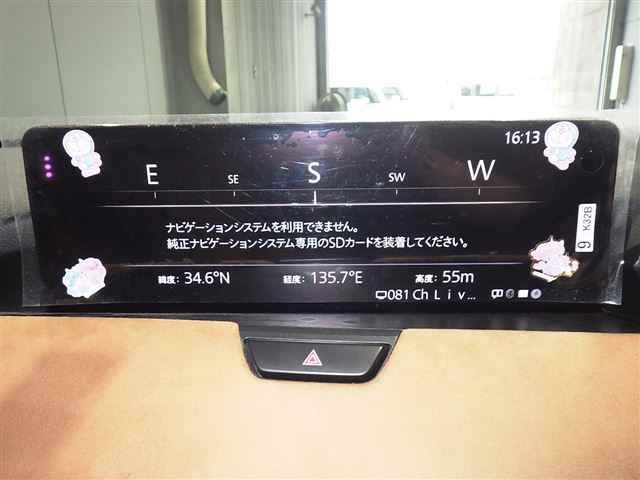 16:13
E SE S SW W
ナビゲーションシステムを利用できません。
純正ナビゲーションシステム専用のSDカードを装着してください。
9 K32B
緯度: 34.6°N 経度: 135.7°E 高度: 55m
081 Ch Ｌｉｖ…